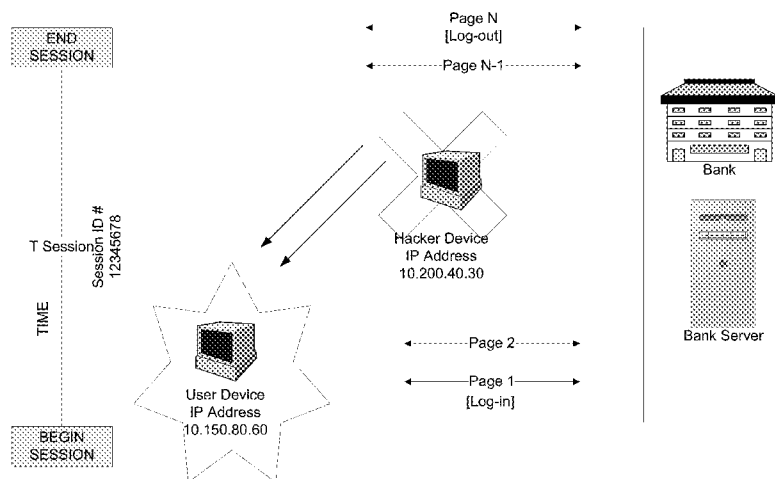 END
SESSION
Page N
[Log-out]
Page N-1
Bank
T Session
Session ID #
12345678
Hacker Device
IP Address
10.200.40.30
TIME
Bank Server
Page 2
User Device
IP Address
10.150.80.60
Page 1
[Log-in]
BEGIN
SESSION